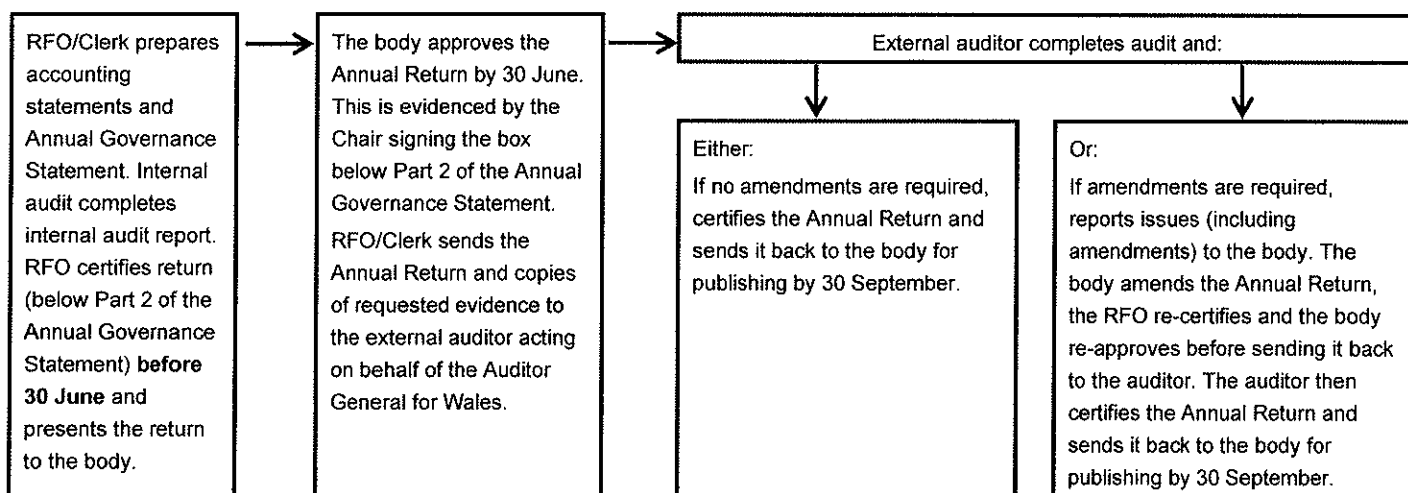 RFO/Clerk prepares
accounting
statements and
Annual Governance
Statement. Internal
audit completes
internal audit report.
RFO certifies return
(below Part 2 of the
Annual Governance
Statement) before
30 June and
presents the return
to the body.
The body approves the
Annual Return by 30 June.
This is evidenced by the
Chair signing the box
below Part 2 of the Annual
Governance Statement.
RFO/Clerk sends the
Annual Return and copies
of requested evidence to
the external auditor acting
on behalf of the Auditor
General for Wales.
External auditor completes audit and:
Either:
If no amendments are required,
certifies the Annual Return and
sends it back to the body for
publishing by 30 September.
Or:
If amendments are required,
reports issues (including
amendments) to the body. The
body amends the Annual Return,
the RFO re-certifies and the body
re-approves before sending it back
to the auditor. The auditor then
certifies the Annual Return and
sends it back to the body for
publishing by 30 September.